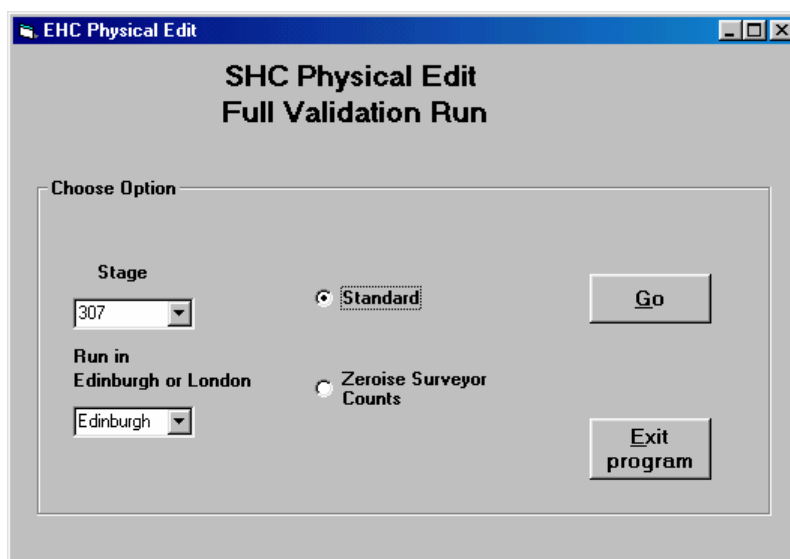 EHC Physical Edit
SHC Physical Edit
Full Validation Run
Choose Option
Stage
307
Run in
Edinburgh or London
Edinburgh
Standard
Zeroise Surveyor
Counts
Go
Exit
program